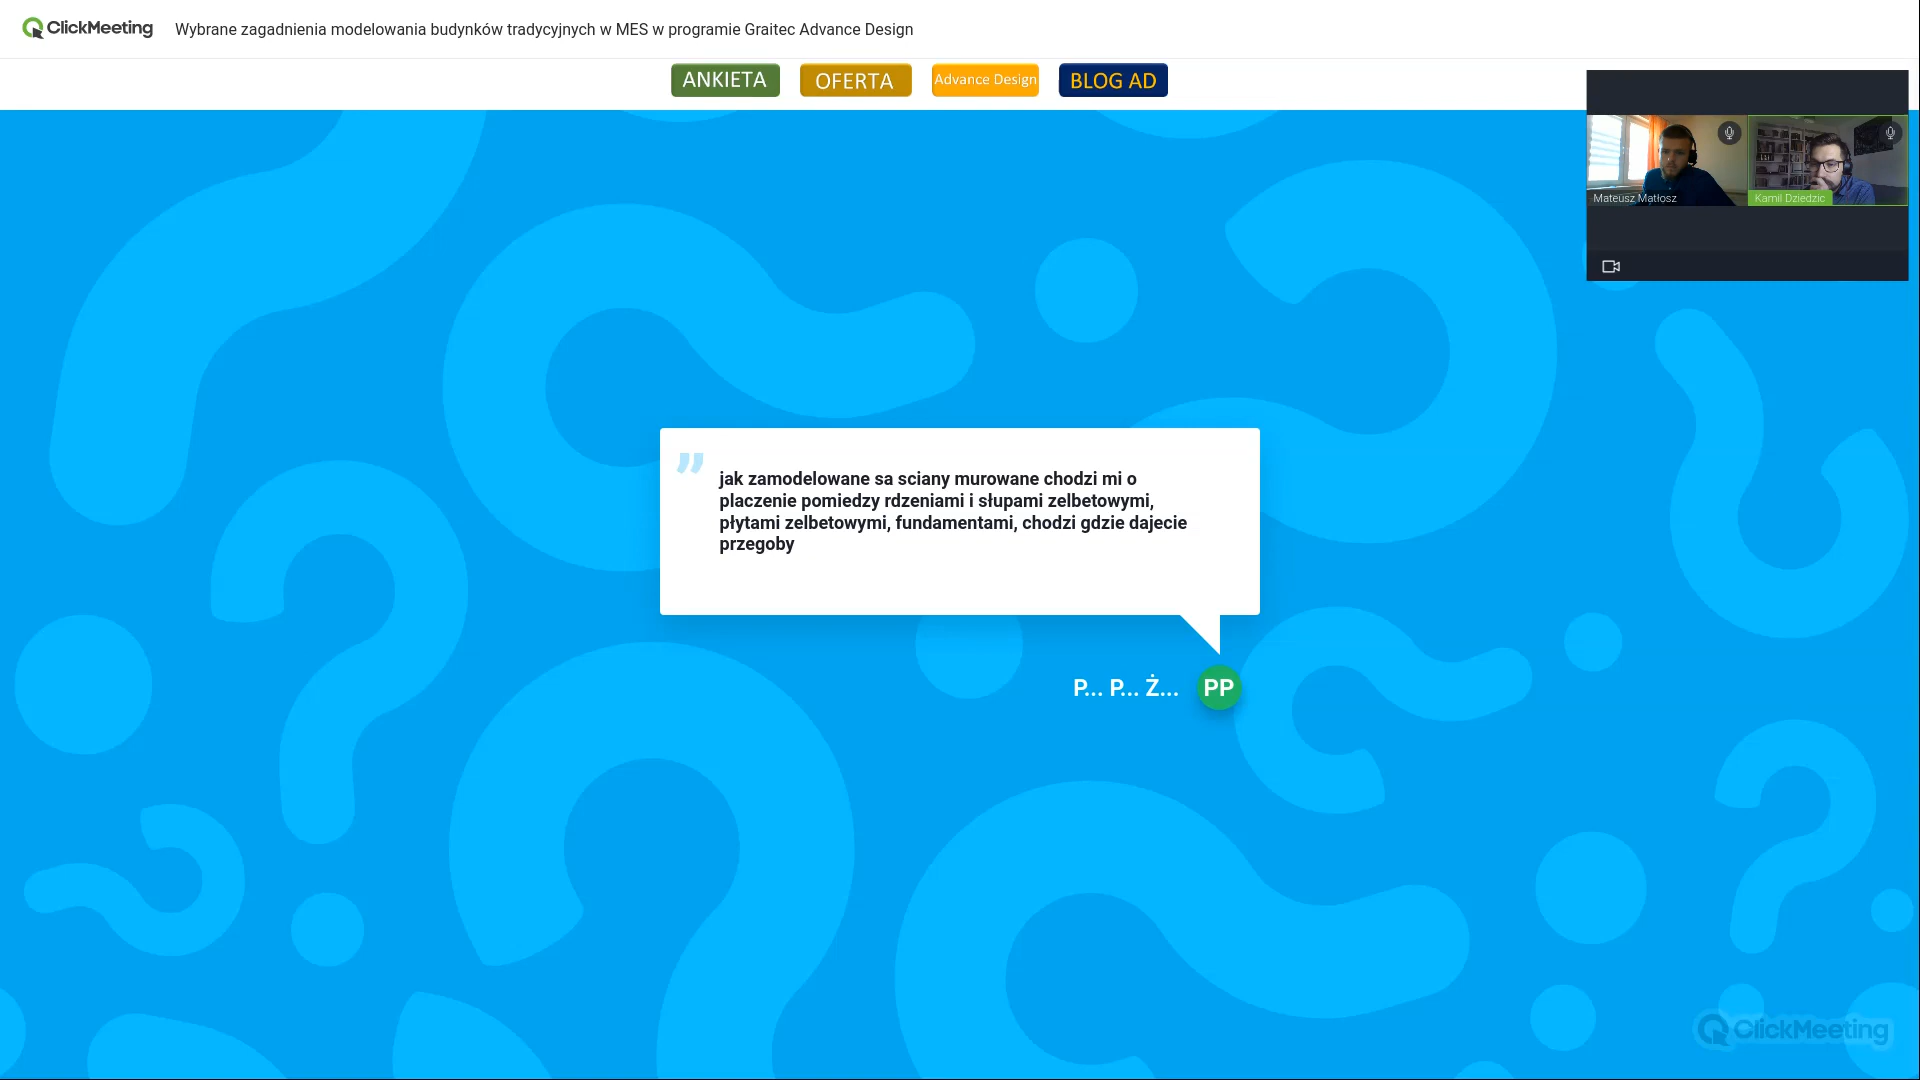 ClickMeeting
Wybrane zagadnienia modelowania budynków tradycyjnych w MES w programie Graitec Advance Design
ANKIETA
OFERTA
Advance Design
BLOG AD
Mateusz Matłosz
Kamil Dziedzic
jak zamodelowane sa sciany murowane chodzi mi o
placzenie pomiedzy rdzeniami i słupami zelbetowymi,
płytami zelbetowymi, fundamentami, chodzi gdzie dajecie
przegoby
P... P... Ż...
PP
ClickMeeting